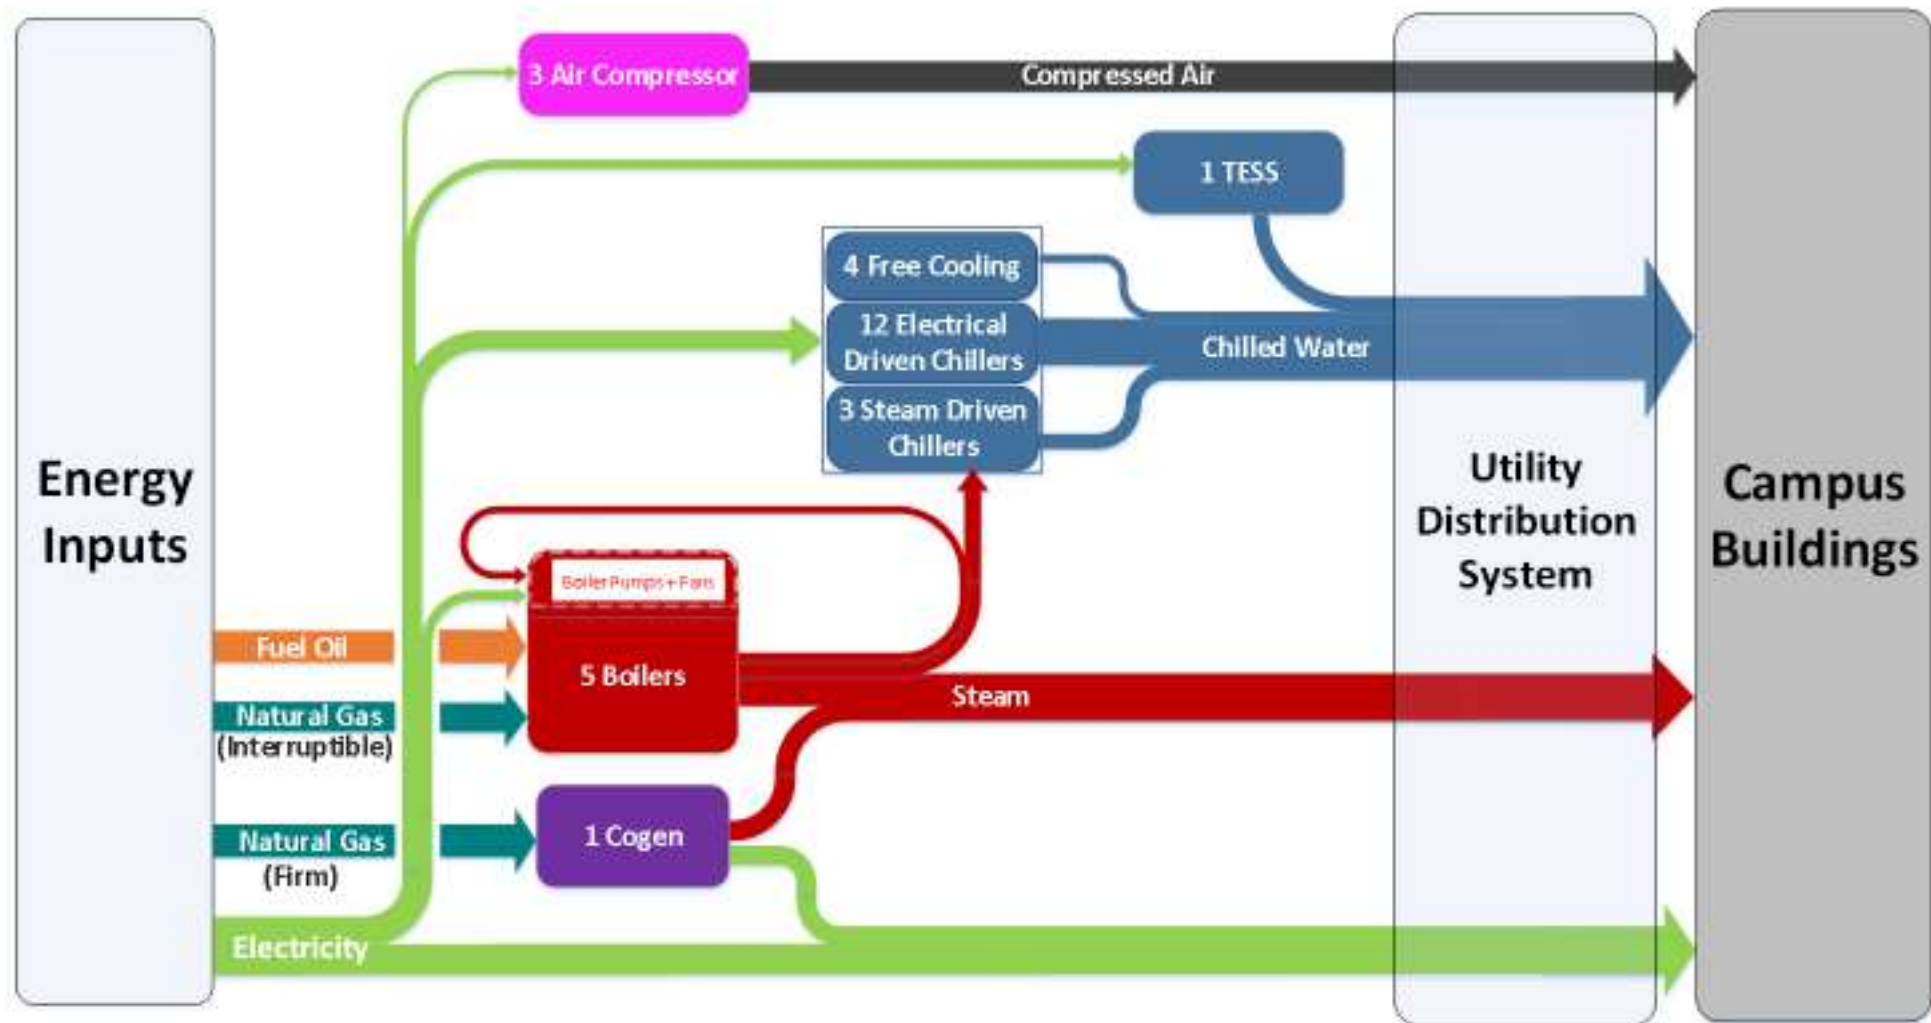 3 Air Compressor
Compressed Air
1 TESS
4 Free Cooling
12 Electrical
Driven Chillers
Chilled Water
3 Steam Driven
Chillers
Energy
Inputs
Utility
Distribution
System
Campus
Buildings
Boiler Pumps + Fans
Fuel Oil
5 Boilers
Steam
Natural Gas
(Interruptible)
1 Cogen
Natural Gas
(Firm)
Electricity